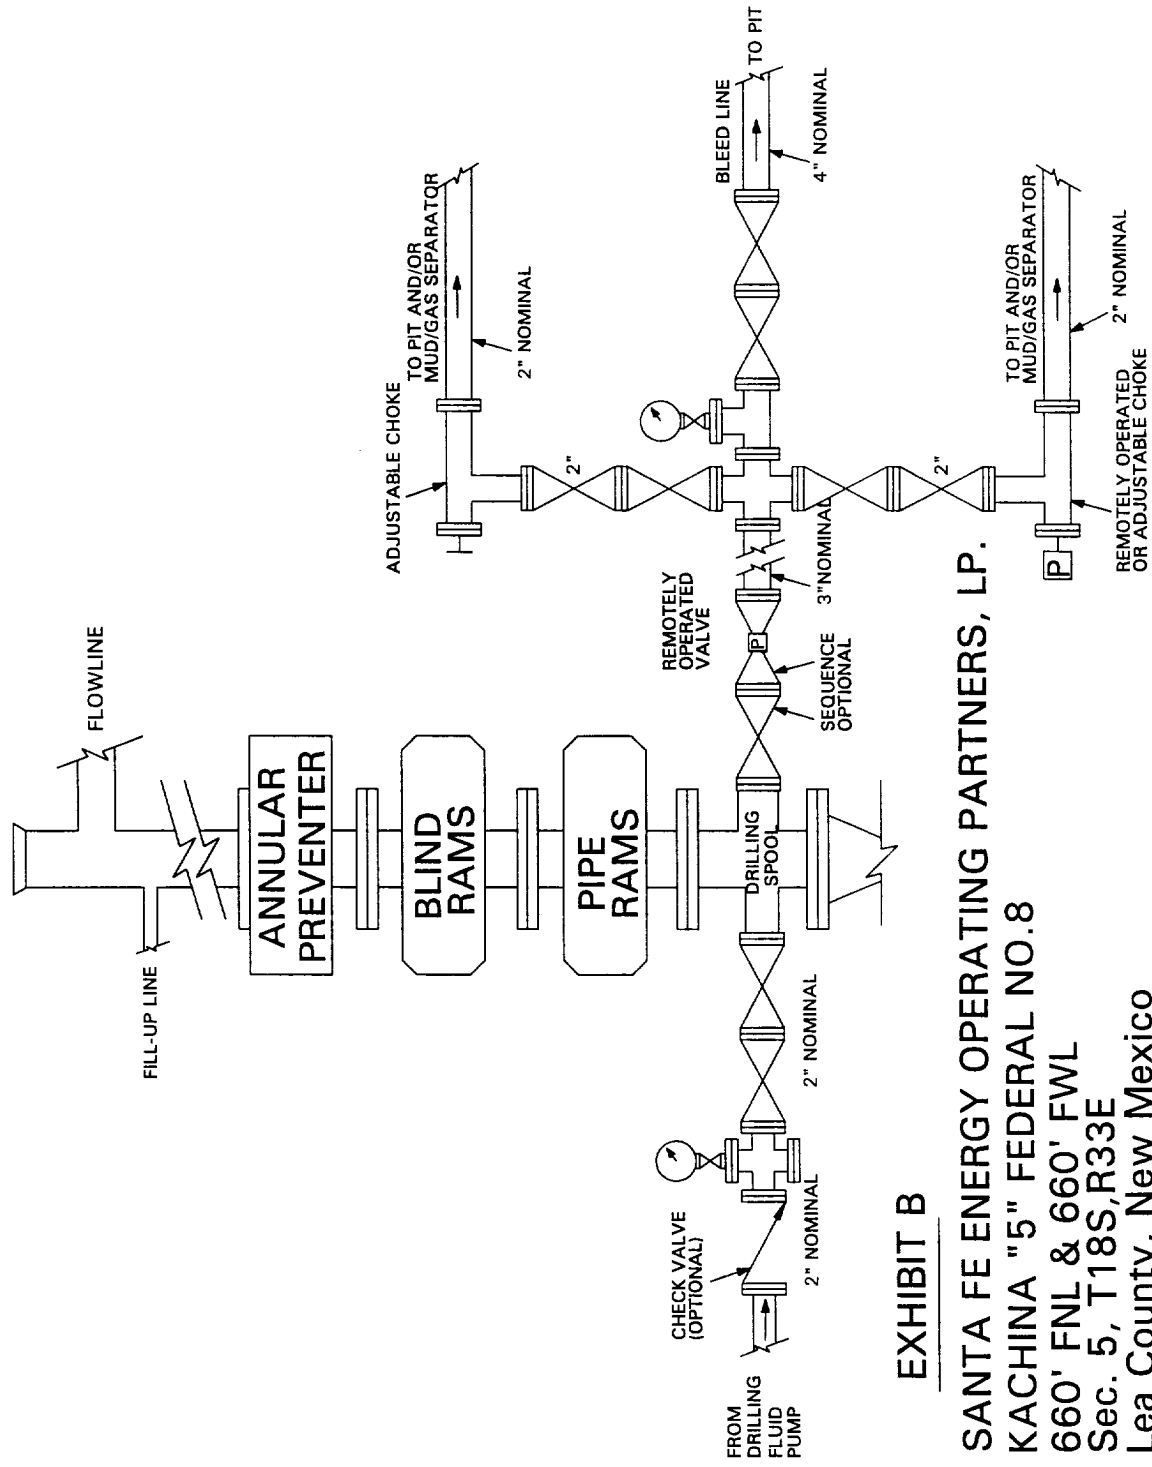 FLOWLINE
FILL-UP LINE
ANNULAR
PREVENTER
BLIND
RAMS
PIPE
RAMS
DRILLING
SPOOL
ADJUSTABLE CHOKE
TO PIT AND/OR
MUD/GAS SEPARATOR
2" NOMINAL
2"
BLEED LINE
TO PIT
4" NOMINAL
REMOTELY
OPERATED
VALVE
P
3"NOMINAL
SEQUENCE
OPTIONAL
2"
TO PIT AND/OR
MUD/GAS SEPARATOR
2" NOMINAL
P
REMOTELY OPERATED
OR ADJUSTABLE CHOKE
2" NOMINAL
CHECK VALVE
(OPTIONAL)
2" NOMINAL
FROM
DRILLING
FLUID
PUMP
EXHIBIT B
SANTA FE ENERGY OPERATING PARTNERS, LP.
KACHINA "5" FEDERAL NO.8
660' FNL & 660' FWL
Sec. 5, T18S,R33E
Lea County, New Mexico